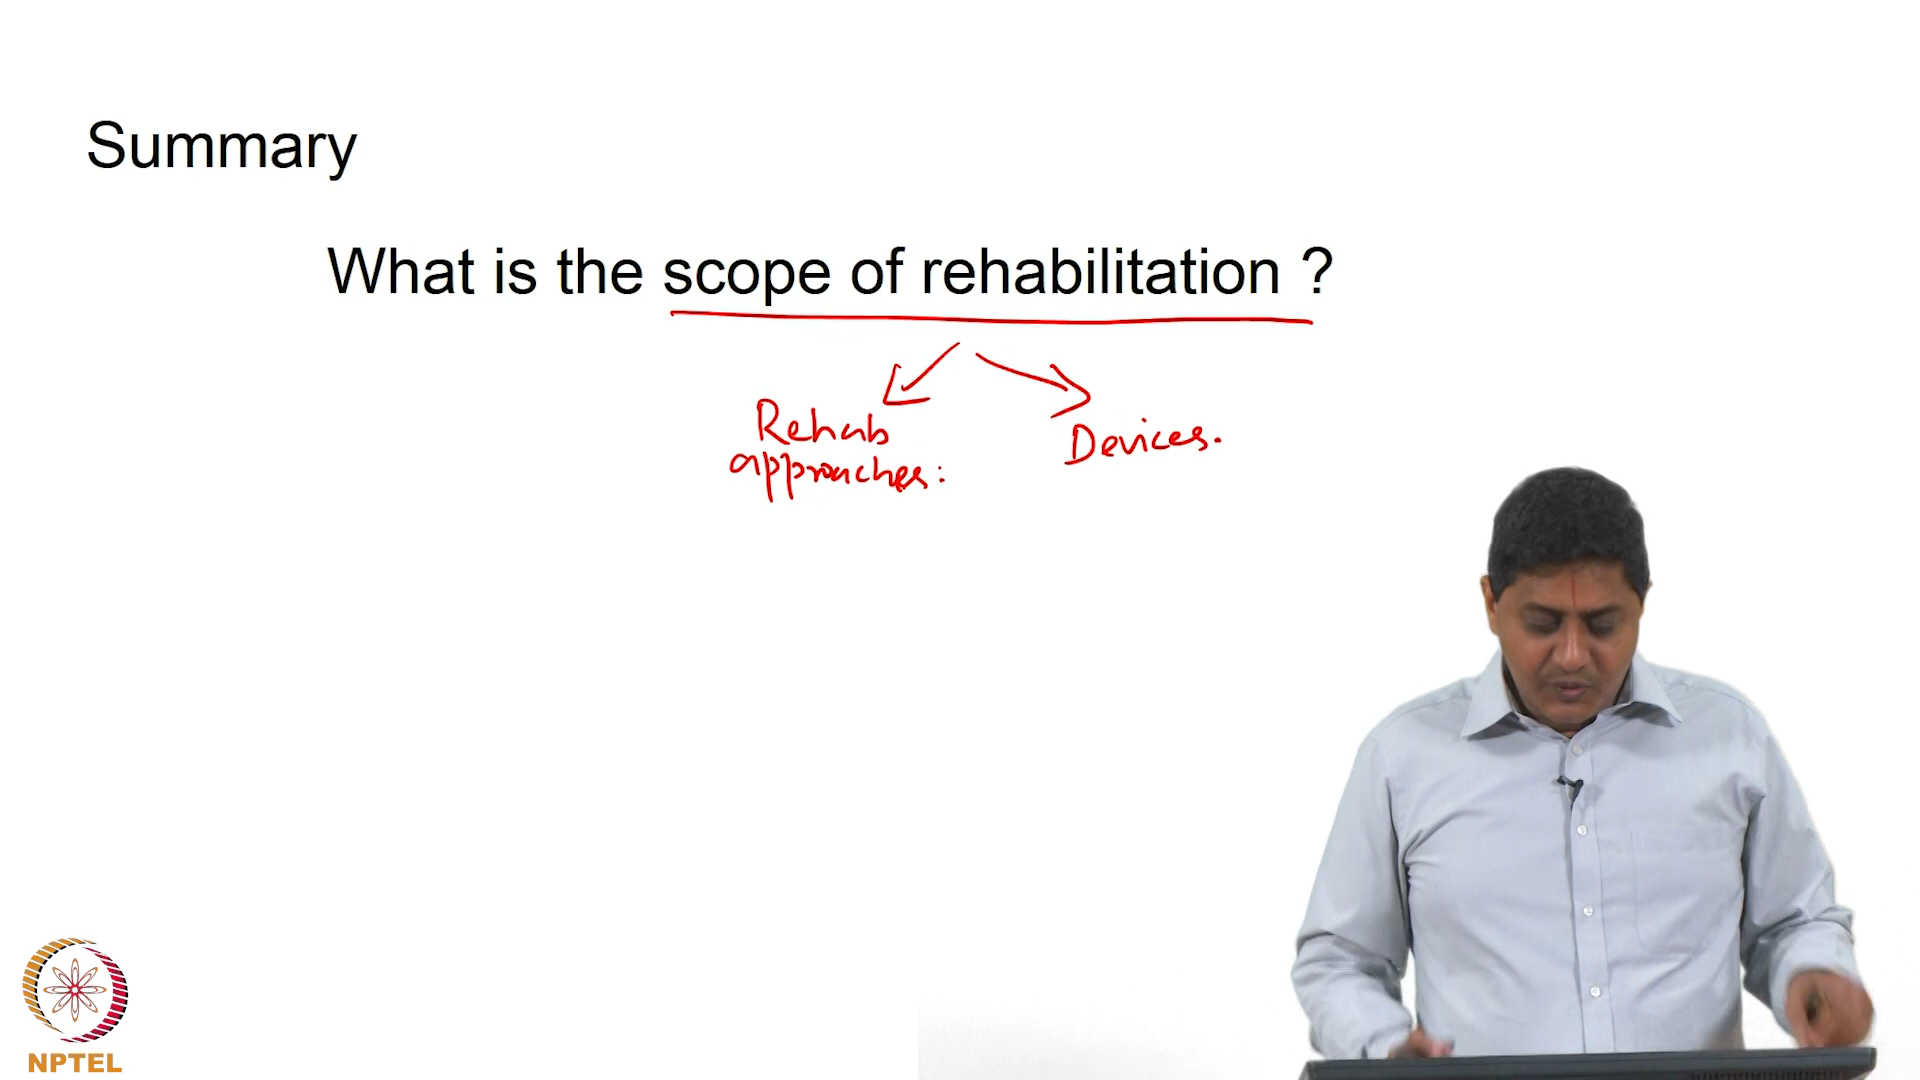 Summary
What is the scope of rehabilitation ?
Rehab
approaches:
Devices.
NPTEL